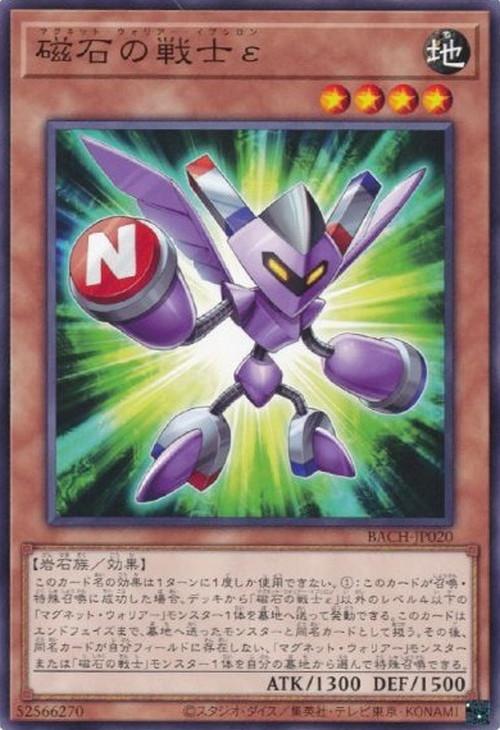 マグネット ウォリアー イプシロン
磁石の戦士ε
地
N
BACH-JP020
【岩石族／効果】
このカード名の効果は1ターンに1度しか使用できない。①：このカードが召喚・
特殊召喚に成功した場合、デッキから「磁石の戦士ε」以外のレベル4以下の
「マグネット・ウォリアー」モンスター1体を墓地へ送って発動できる。このカードは
エンドフェイズまで、墓地へ送ったモンスターと同名カードとして扱う。その後、
同名カードが自分フィールドに存在しない、「マグネット・ウォリアー」モンスター
または「磁石の戦士」モンスター1体を自分の墓地から選んで特殊召喚できる。
ATK/1300 DEF/1500
52566270
©スタジオ・ダイス／集英社・テレビ東京・KONAMI